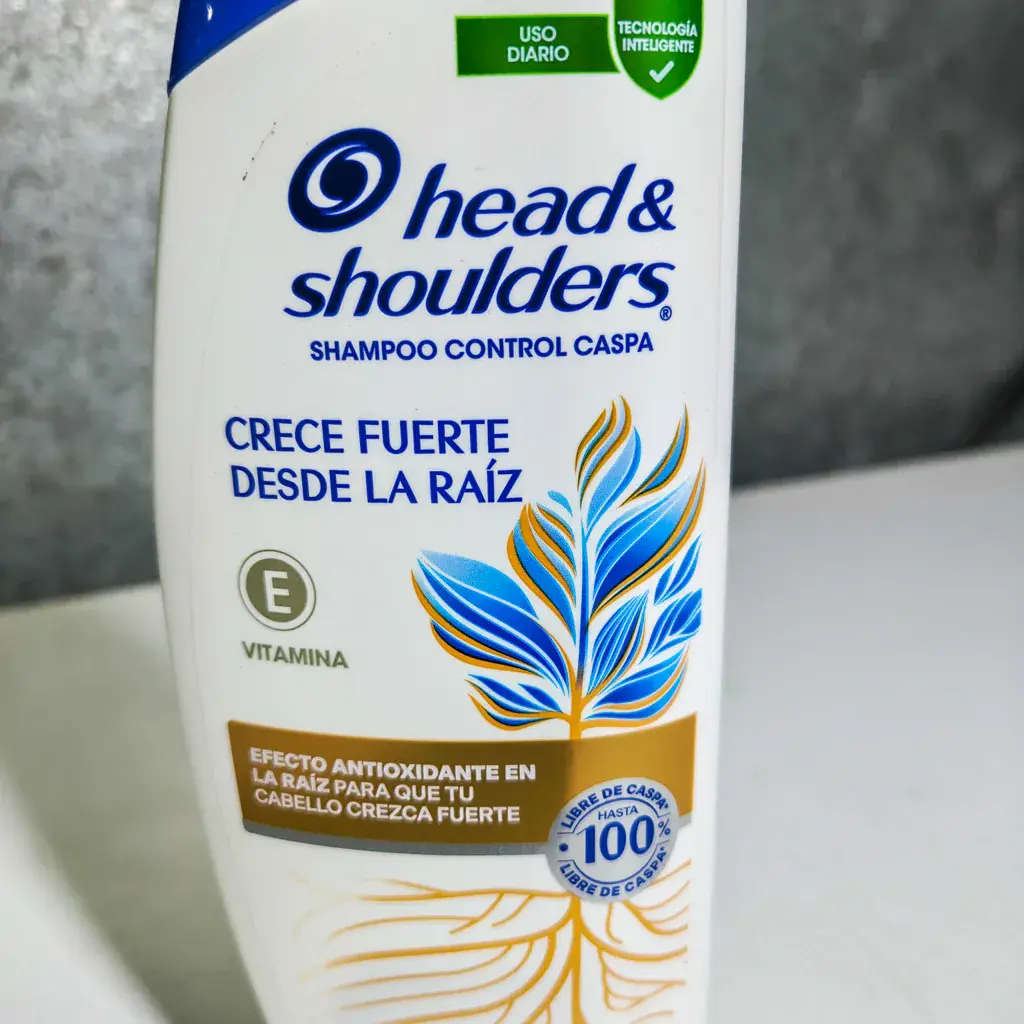 USO
DIARIO
TECNOLOGÍA
INTELIGENTE
head &
shoulders®
SHAMPOO CONTROL CASPA
CRECE FUERTE
DESDE LA RAÍZ
E
VITAMINA
EFECTO ANTIOXIDANTE EN
LA RAÍZ PARA QUE TU
CABELLO CREZCA FUERTE
LIBRE DE CASPA*
HASTA
100%
LIBRE DE CASPA*